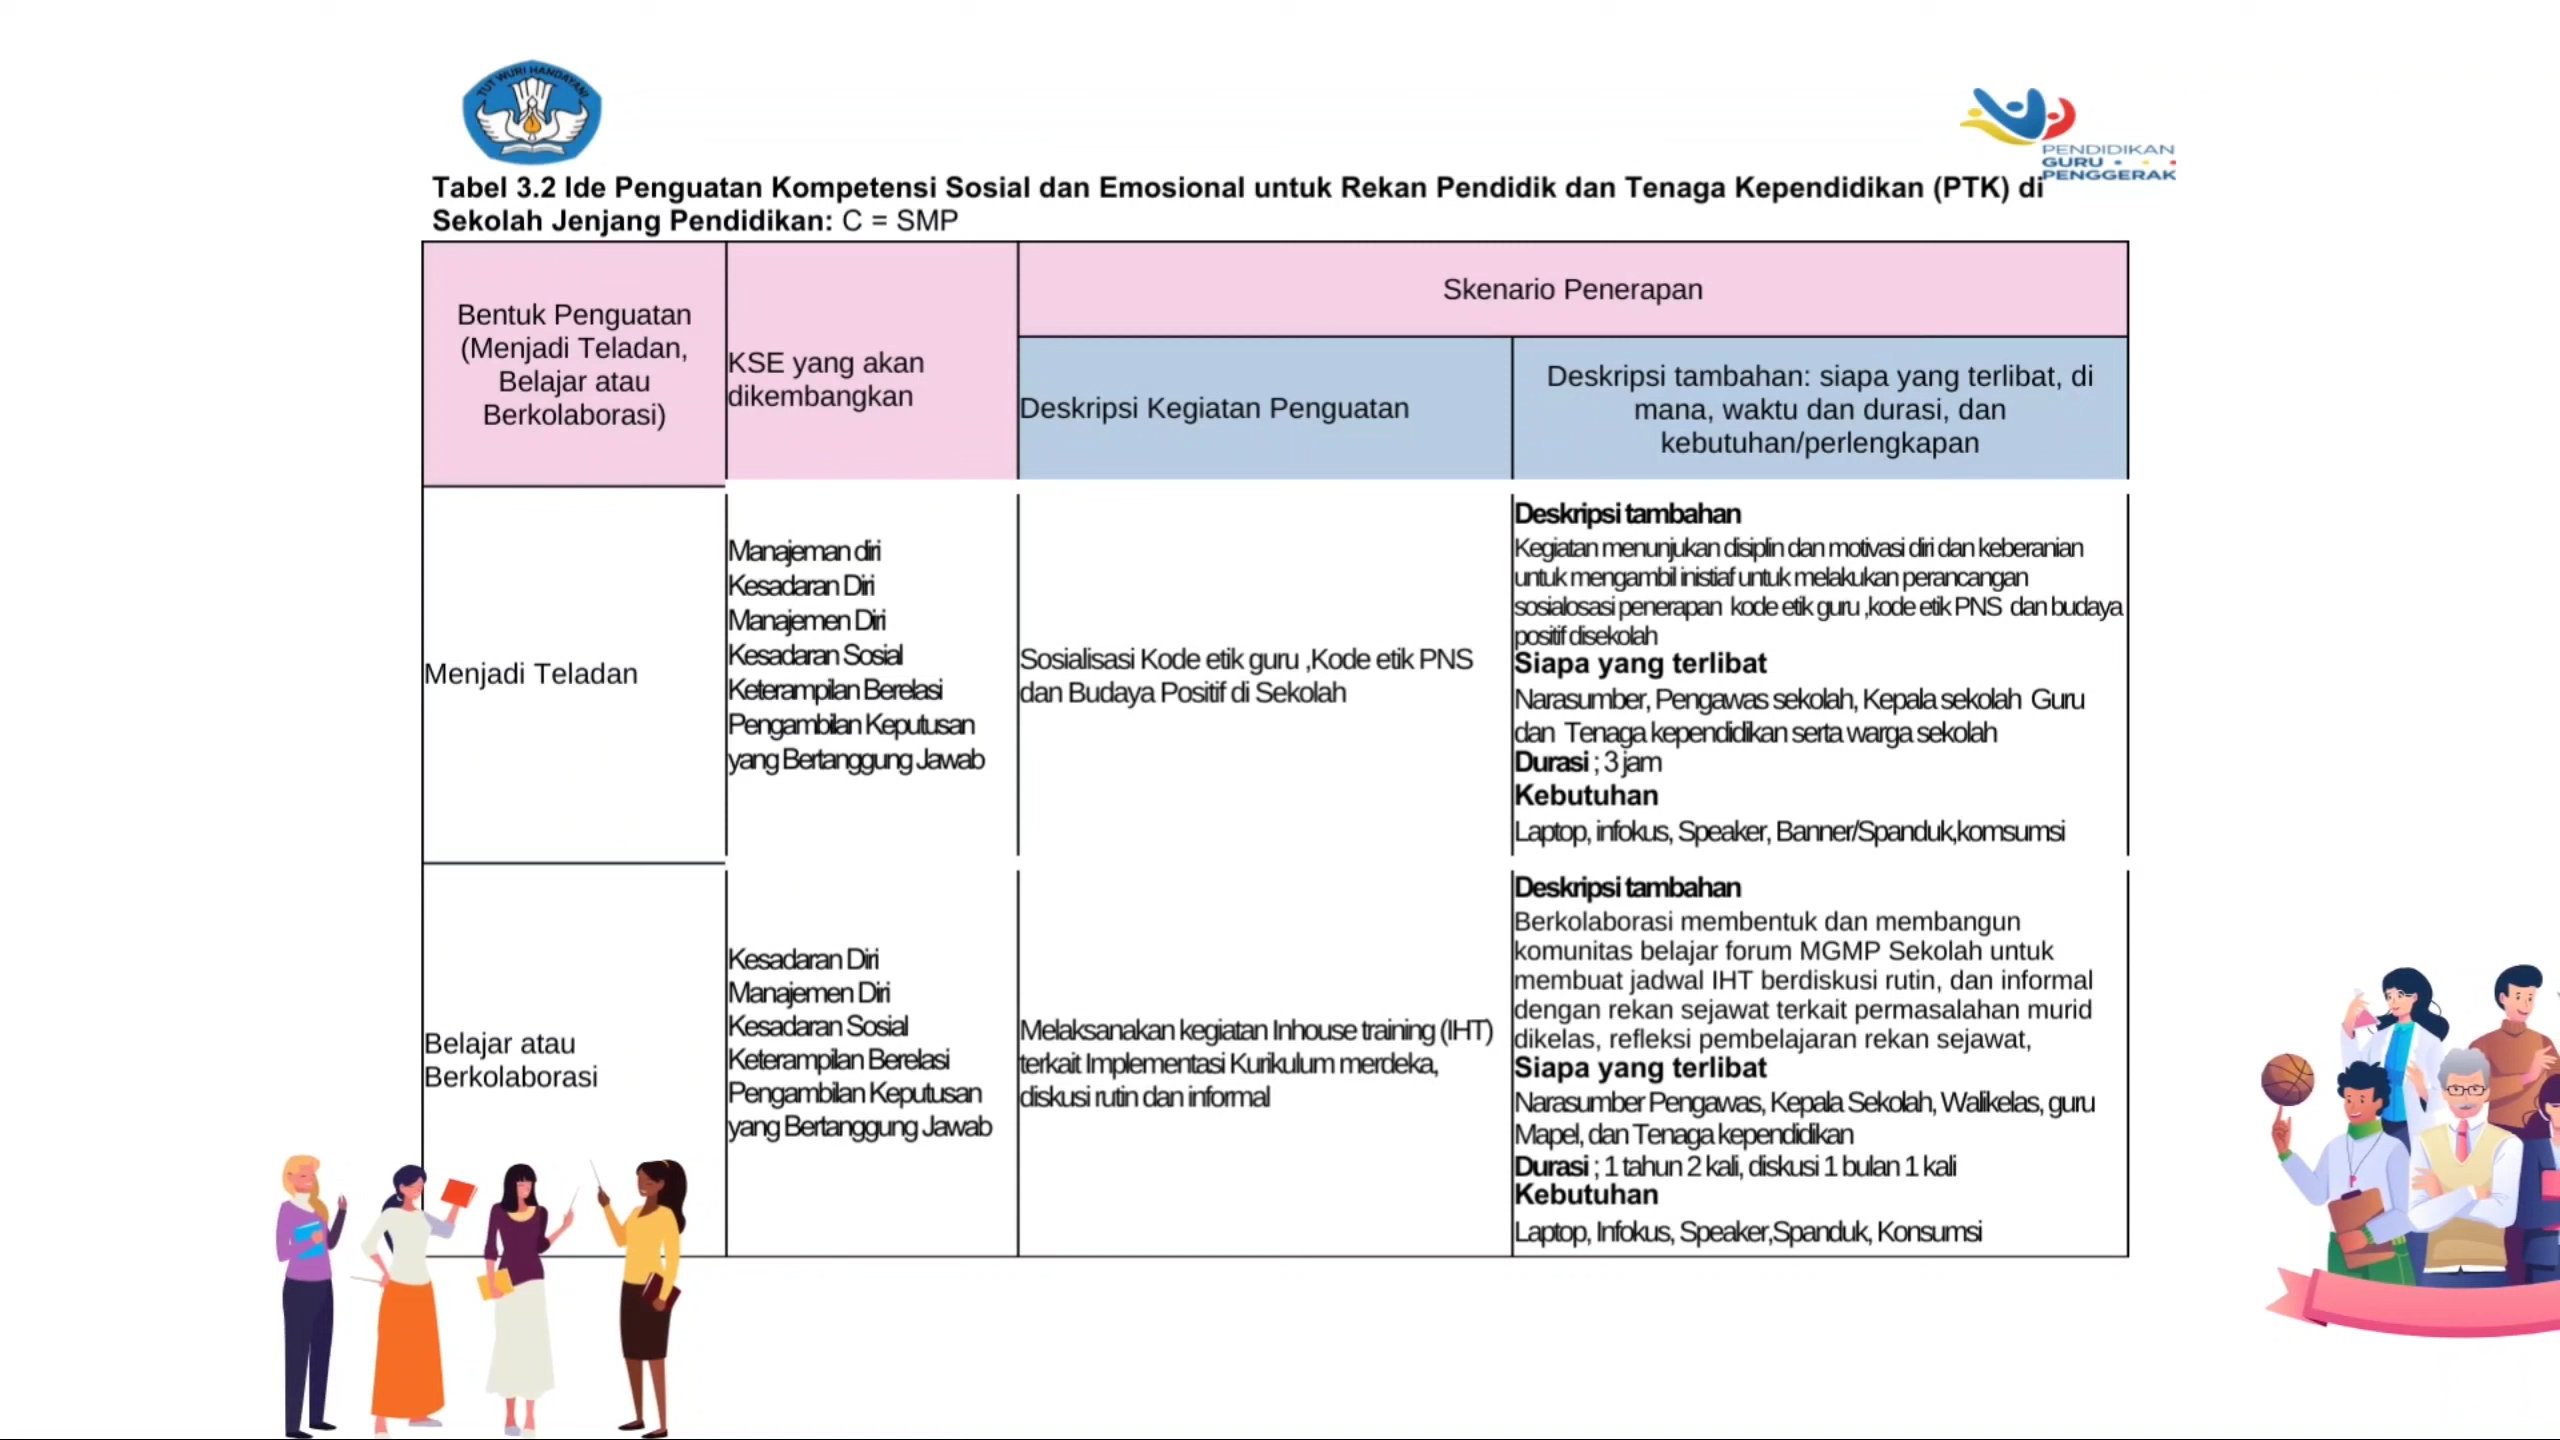 TUT WURI HANDAYANI
PENDIDIKAN
GURU
PENGGERAK
Tabel 3.2 Ide Penguatan Kompetensi Sosial dan Emosional untuk Rekan Pendidik dan Tenaga Kependidikan (PTK) di
Sekolah Jenjang Pendidikan: C = SMP
Bentuk Penguatan
(Menjadi Teladan,
Belajar atau
Berkolaborasi)
KSE yang akan
dikembangkan
Skenario Penerapan
Deskripsi Kegiatan Penguatan
Deskripsi tambahan: siapa yang terlibat, di
mana, waktu dan durasi, dan
kebutuhan/perlengkapan
Menjadi Teladan
Manajeman diri
Kesadaran Diri
Manajemen Diri
Kesadaran Sosial
Keterampilan Berelasi
Pengambilan Keputusan
yang Bertanggung Jawab
Sosialisasi Kode etik guru ,Kode etik PNS
dan Budaya Positif di Sekolah
Deskripsi tambahan
Kegiatan menunjukan disiplin dan motivasi diri dan keberanian
untuk mengambil inistiaf untuk melakukan perancangan
sosialosasi penerapan kode etik guru ,kode etik PNS dan budaya
positif disekolah
Siapa yang terlibat
Narasumber, Pengawas sekolah, Kepala sekolah Guru
dan Tenaga kependidikan serta warga sekolah
Durasi ; 3 jam
Kebutuhan
Laptop, infokus, Speaker, Banner/Spanduk,komsumsi
Belajar atau
Berkolaborasi
Kesadaran Diri
Manajemen Diri
Kesadaran Sosial
Keterampilan Berelasi
Pengambilan Keputusan
yang Bertanggung Jawab
Melaksanakan kegiatan Inhouse training (IHT)
terkait Implementasi Kurikulum merdeka,
diskusi rutin dan informal
Deskripsi tambahan
Berkolaborasi membentuk dan membangun
komunitas belajar forum MGMP Sekolah untuk
membuat jadwal IHT berdiskusi rutin, dan informal
dengan rekan sejawat terkait permasalahan murid
dikelas, refleksi pembelajaran rekan sejawat,
Siapa yang terlibat
Narasumber Pengawas, Kepala Sekolah, Walikelas, guru
Mapel, dan Tenaga kependidikan
Durasi ; 1 tahun 2 kali, diskusi 1 bulan 1 kali
Kebutuhan
Laptop, Infokus, Speaker,Spanduk, Konsumsi